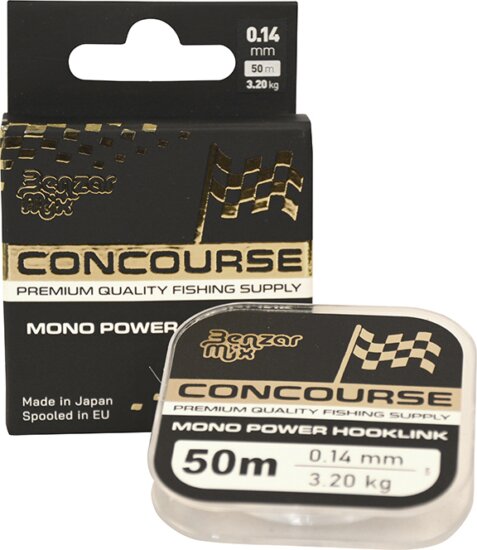 0.14
mm
50 m
3.20 kg
Benzar
Mix
CONCOURSE
PREMIUM QUALITY FISHING SUPPLY
MONO POWER
Made in Japan
Spooled in EU
Benzar
Mix
CONCOURSE
PREMIUM QUALITY FISHING SUPPLY
MONO POWER HOOKLINK
50m
0.14 mm
3.20 kg